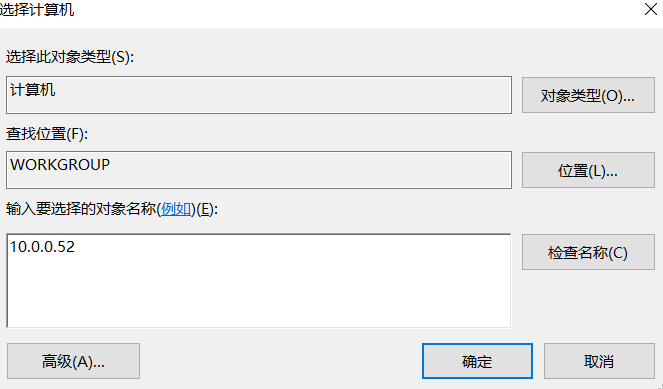 选择计算机
选择此对象类型(S):
计算机
对象类型(O)...
查找位置(F):
WORKGROUP
位置(L)...
输入要选择的对象名称(例如)(E):
10.0.0.52
检查名称(C)
高级(A)...
确定
取消